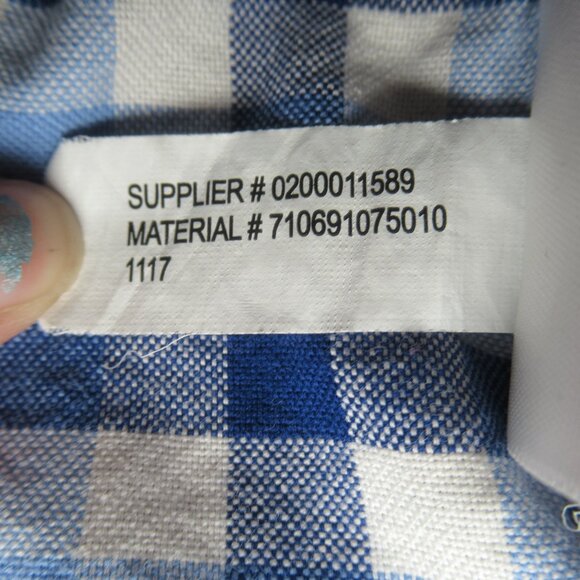 SUPPLIER # 0200011589
MATERIAL # 710691075010
1117